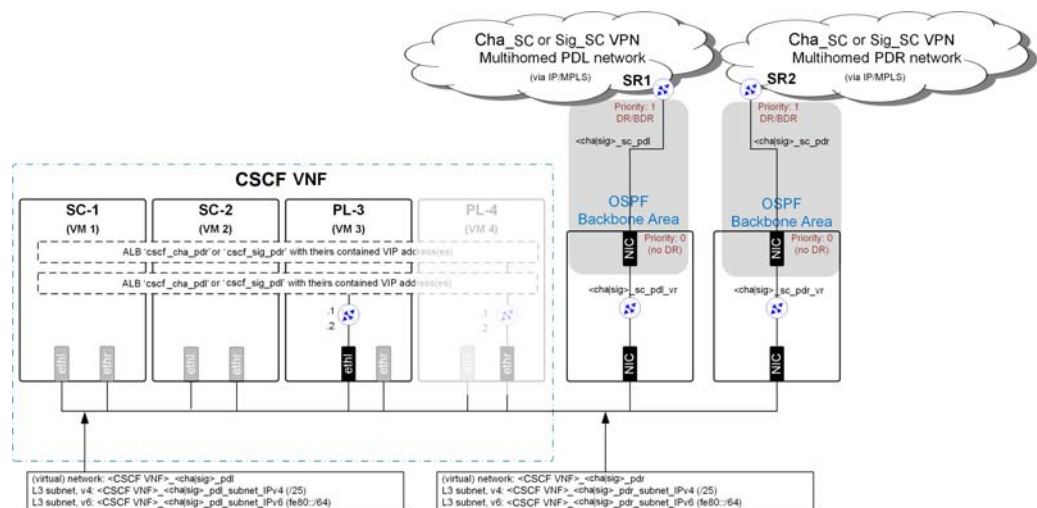 Cha_SC or Sig_SC VPN
Multihomed PDL network
(via IP/MPLS)
SR1
Cha_SC or Sig_SC VPN
Multihomed PDR network
(via IP/MPLS)
SR2
Priority: 1
DR/BDR
<cha|sig>_sc_pdl
Priority: 1
DR/BDR
<cha|sig>_sc_pdr
OSPF
Backbone Area
OSPF
Backbone Area
CSCF VNF
SC-1
(VM 1)
SC-2
(VM 2)
PL-3
(VM 3)
PL-4
(VM 4)
ALB 'cscf_cha_pdr' or 'cscf_sig_pdr' with theirs contained VIP address(es)
ALB 'cscf_cha_pdl' or 'cscf_sig_pdl' with theirs contained VIP address(es)
.1
.2
.1
.2
ethl
ethr
ethl
ethr
ethl
ethr
ethl
ethr
NIC
Priority: 0
(no DR)
<cha|sig>_sc_pdl_vr
NIC
NIC
Priority: 0
(no DR)
<cha|sig>_sc_pdr_vr
NIC
(virtual) network: <CSCF VNF>_<cha|sig>_pdl
L3 subnet, v4: <CSCF VNF>_<cha|sig>_pdl_subnet_IPv4 (/25)
L3 subnet, v6: <CSCF VNF>_<cha|sig>_pdl_subnet_IPv6 (fe80::/64)
(virtual) network: <CSCF VNF>_<cha|sig>_pdr
L3 subnet, v4: <CSCF VNF>_<cha|sig>_pdr_subnet_IPv4 (/25)
L3 subnet, v6: <CSCF VNF>_<cha|sig>_pdr_subnet_IPv6 (fe80::/64)